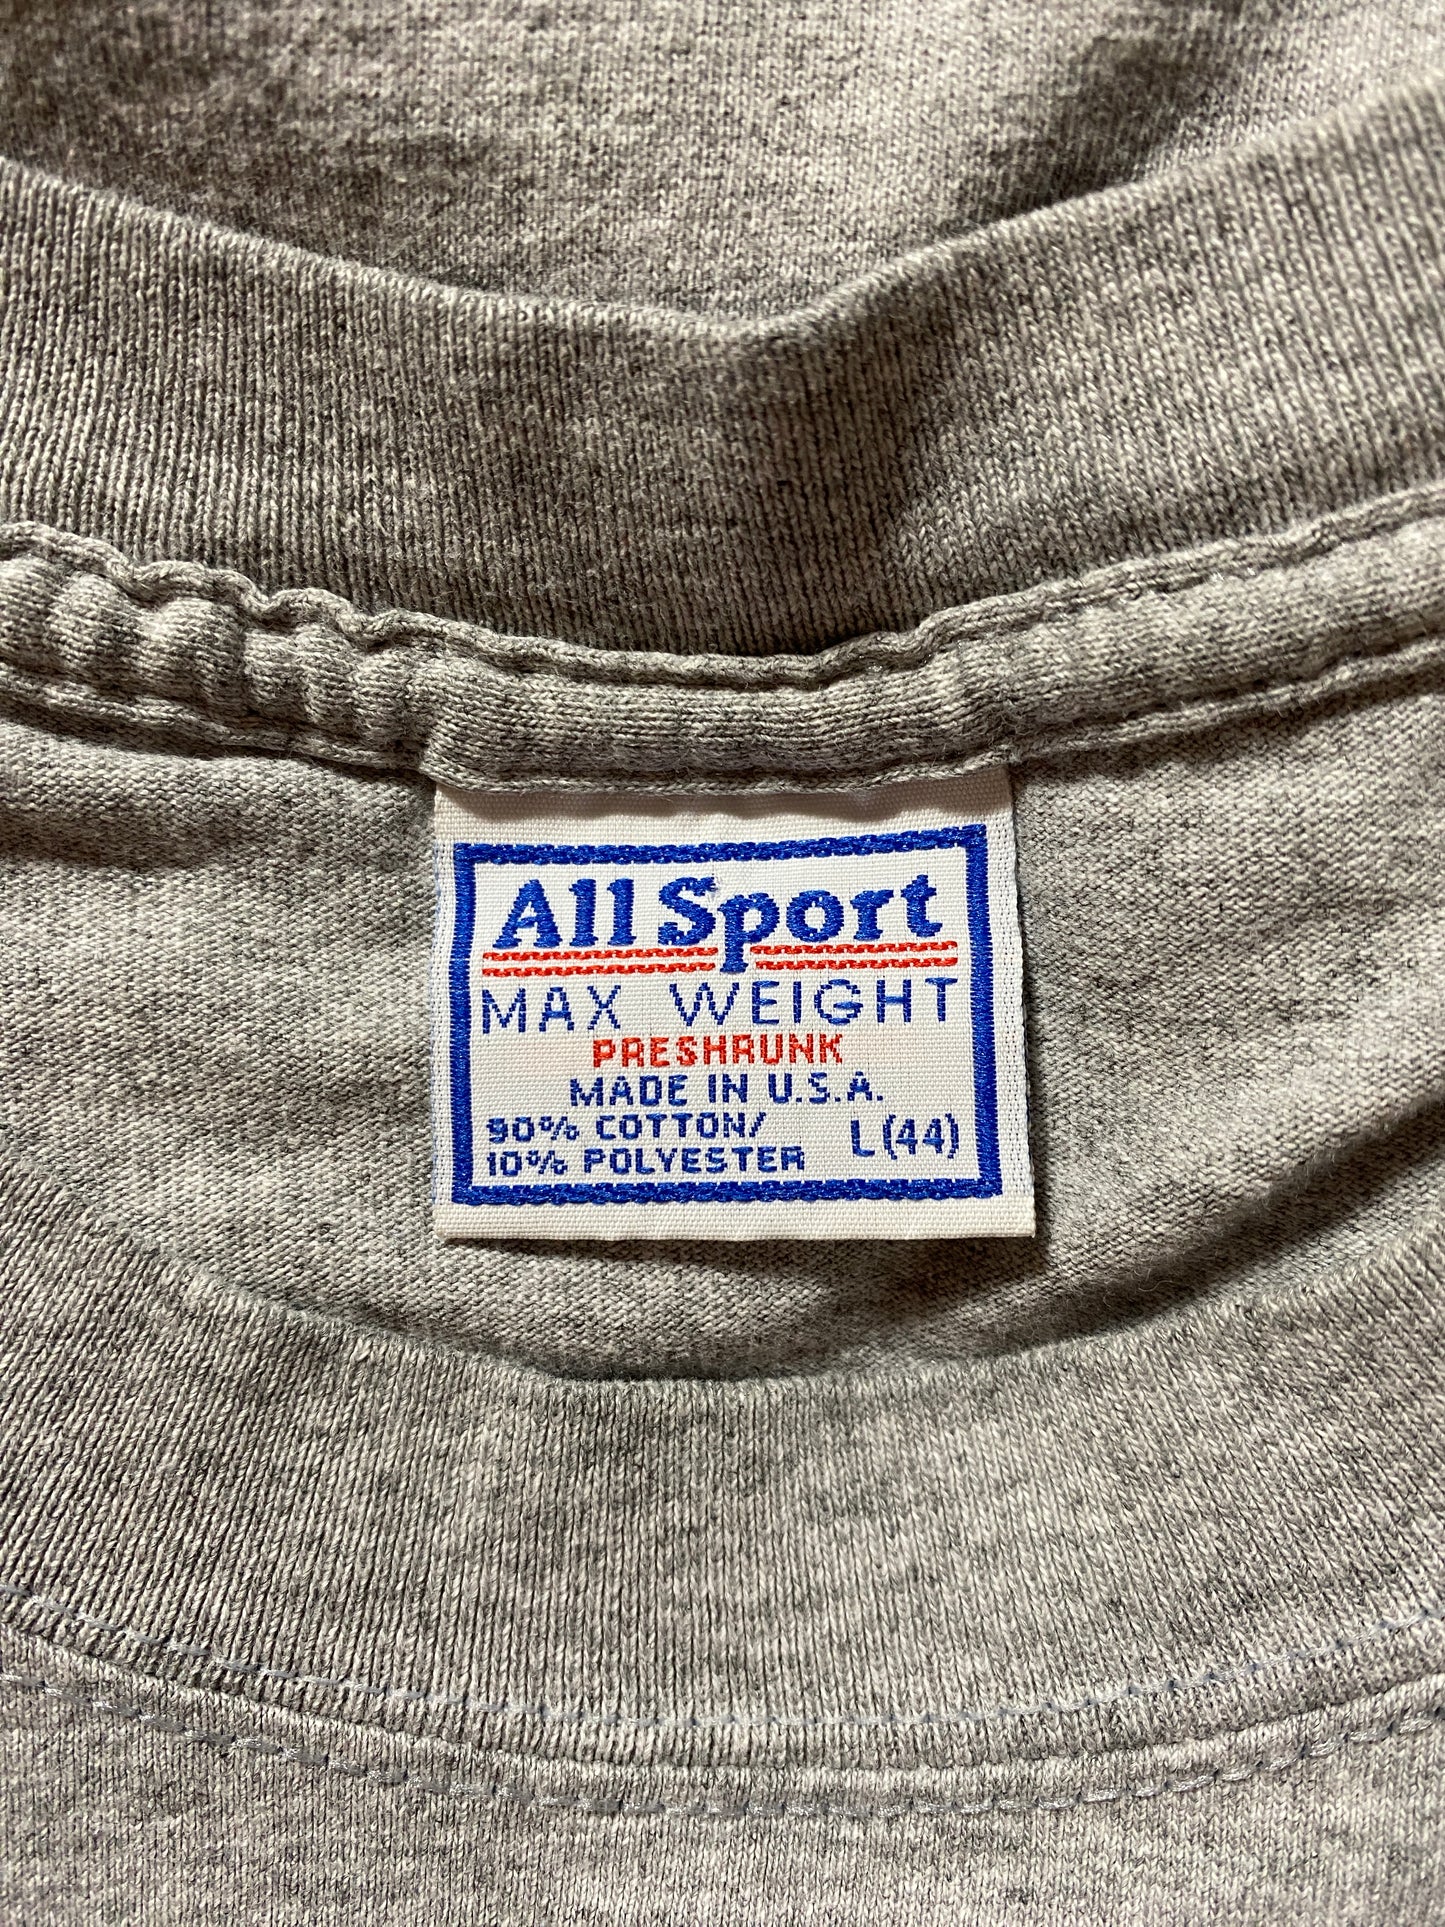 All Sport
MAX WEIGHT
PRESHRUNK
MADE IN U.S.A.
90% COTTON/
10% POLYESTER
L (44)